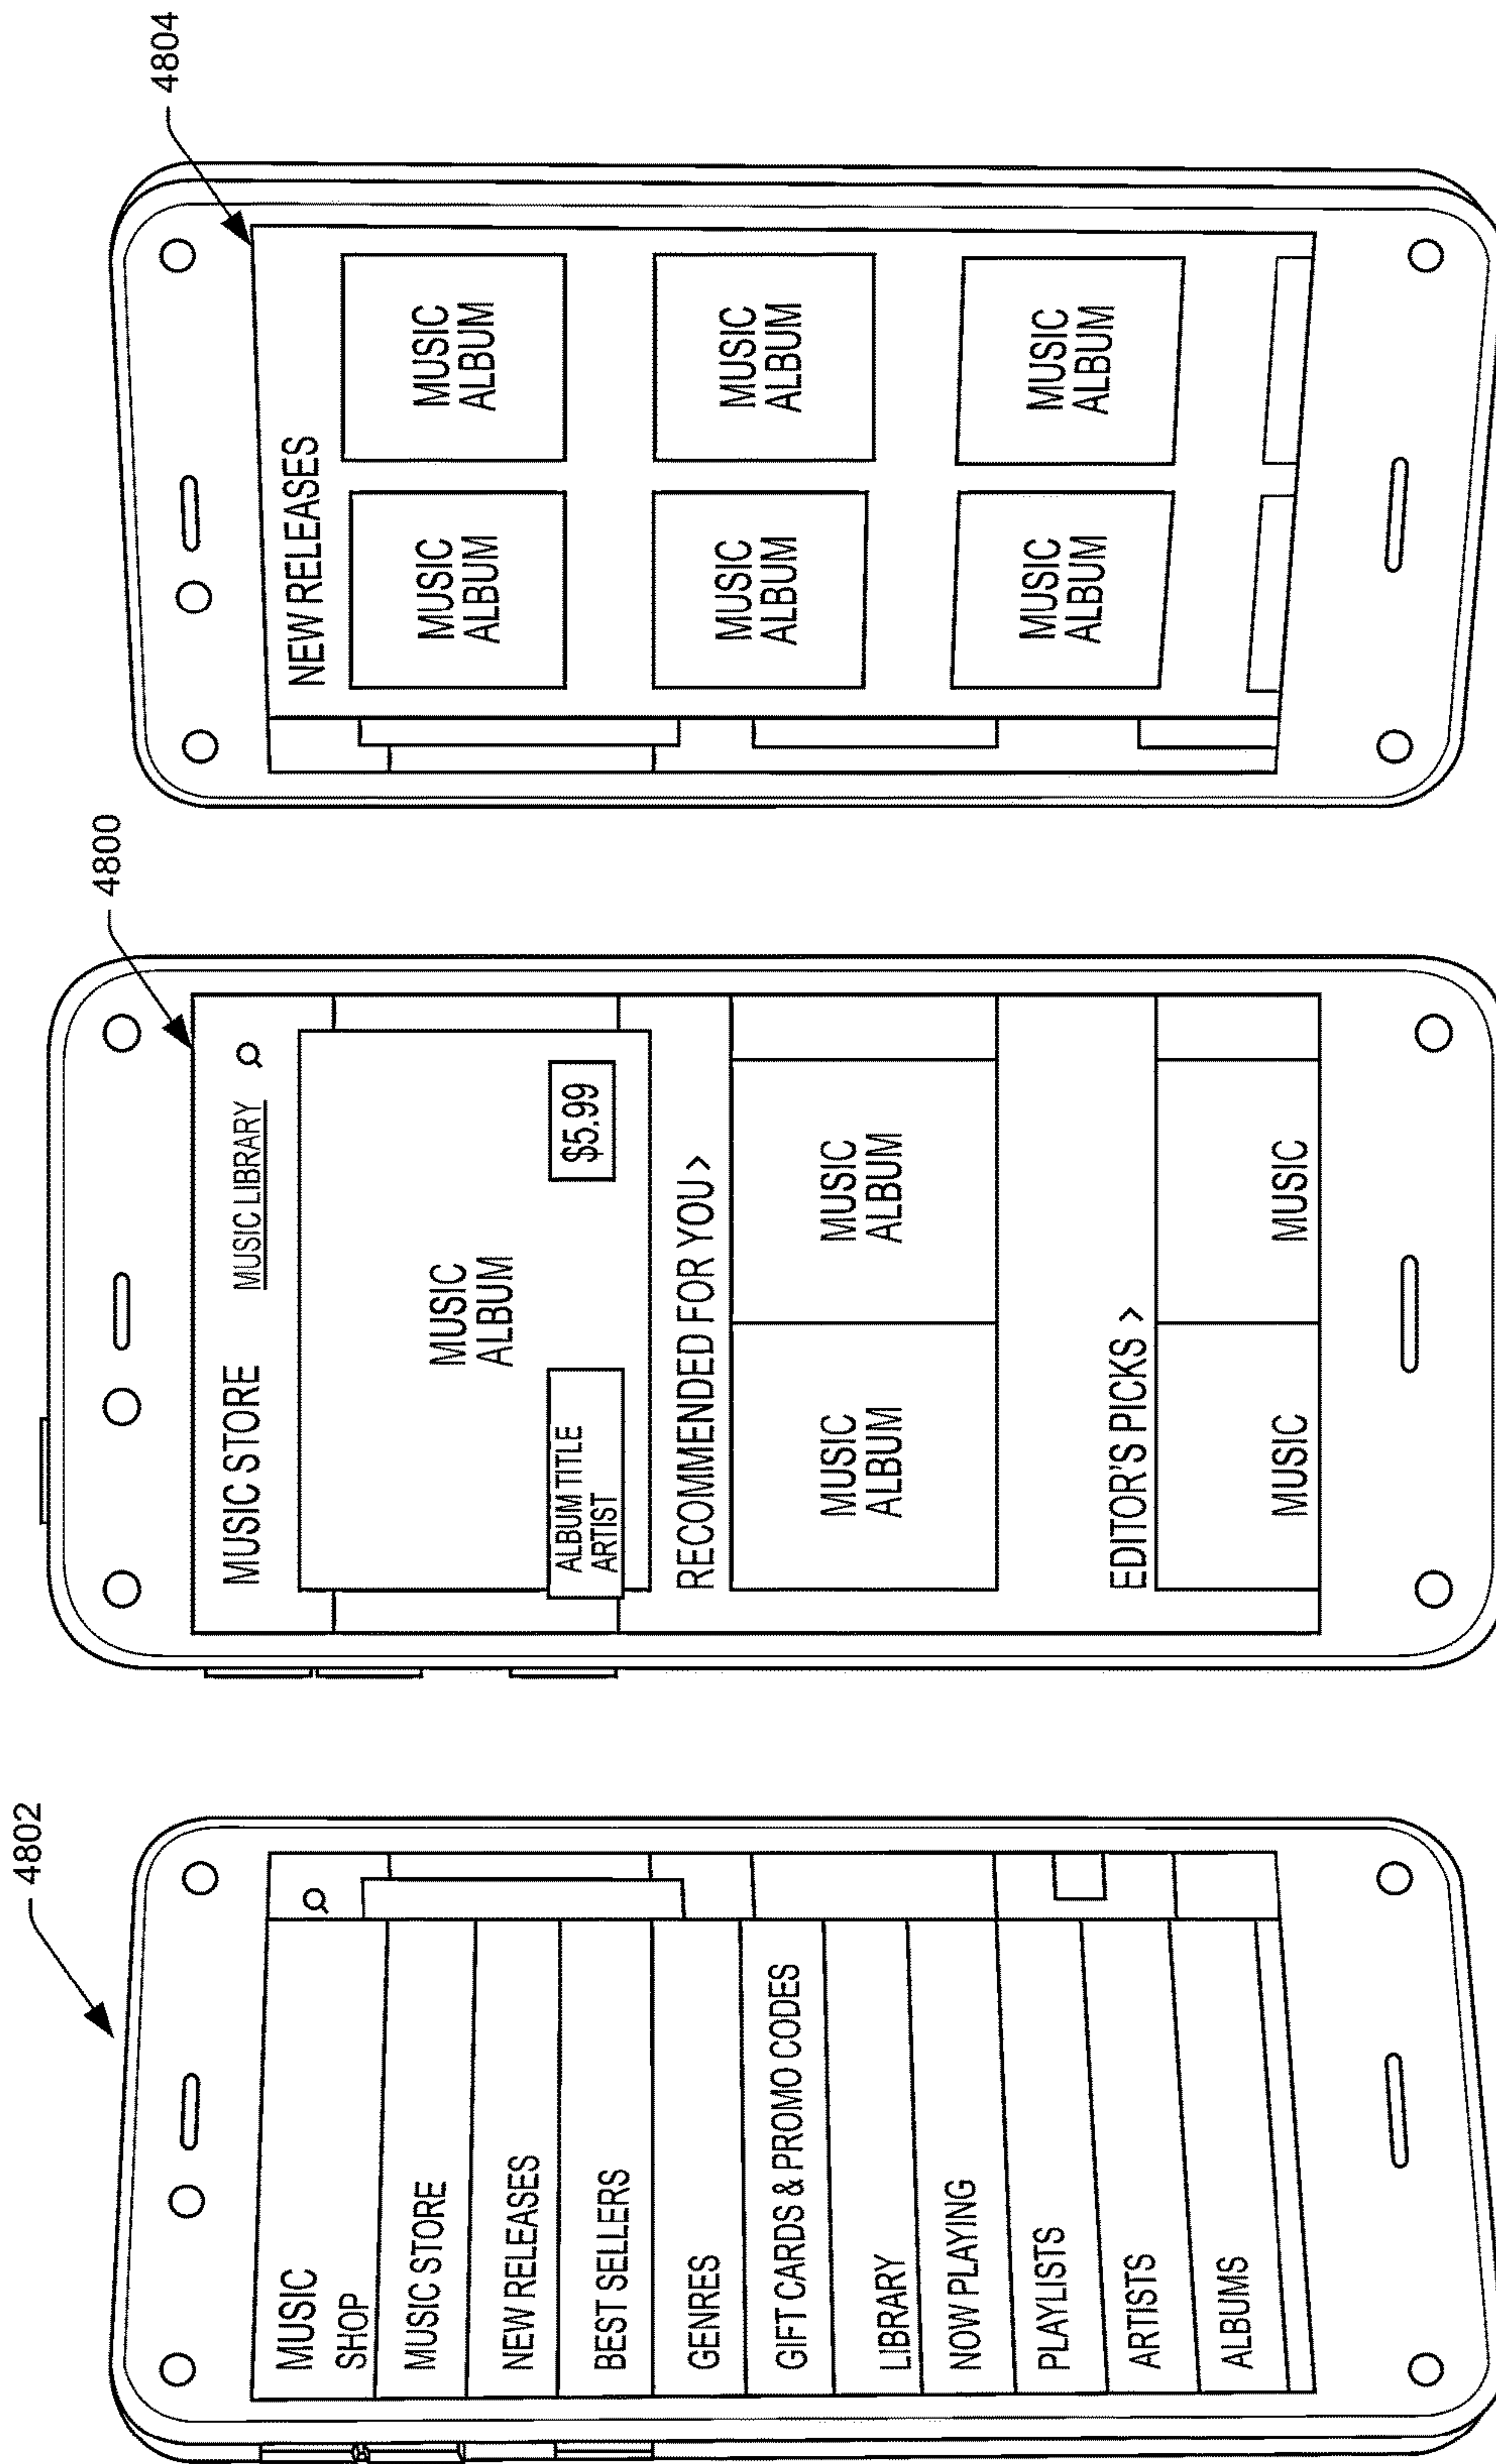 4802
MUSIC
SHOP
MUSIC STORE
NEW RELEASES
BEST SELLERS
GENRES
GIFT CARDS & PROMO CODES
LIBRARY
NOW PLAYING
PLAYLISTS
ARTISTS
ALBUMS
4800
MUSIC STORE MUSIC LIBRARY
MUSIC
ALBUM
ALBUM TITLE
ARTIST
$5.99
RECOMMENDED FOR YOU >
MUSIC
ALBUM
MUSIC
ALBUM
EDITOR'S PICKS >
MUSIC
MUSIC
4804
NEW RELEASES
MUSIC
ALBUM
MUSIC
ALBUM
MUSIC
ALBUM
MUSIC
ALBUM
MUSIC
ALBUM
MUSIC
ALBUM